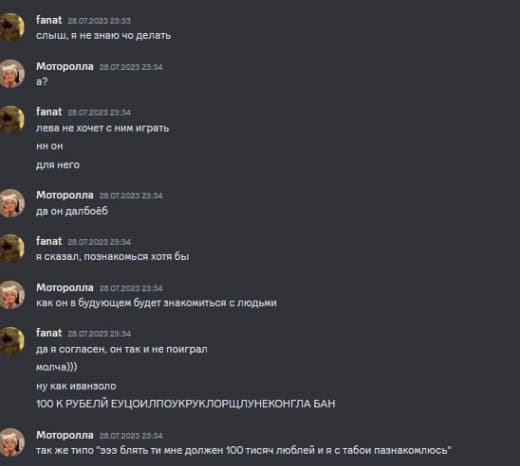 fanat 28.07.2023 23:33
слыш, я не знаю чо делать
Моторолла 28.07.2023 23:34
а?
fanat 28.07.2023 23:34
лева не хочет с ним играть
нн он
для него
Моторолла 28.07.2023 23:34
да он далбоёб
fanat 28.07.2023 23:34
я сказал, познакомься хотя бы
Моторолла 28.07.2023 23:34
как он в будующем будет знакомиться с людьми
fanat 28.07.2023 23:34
да я согласен, он так и не поиграл
молча)))
ну как иванзоло
100 К РУБЕЛЙ ЕУЦОИЛПОУКРУКЛОРЩЛУНЕКОНГЛА БАН
Моторолла 28.07.2023 23:34
так же типо "эээ блять ти мне должен 100 тисяч люблей и я с табои пазнакомлюсь"